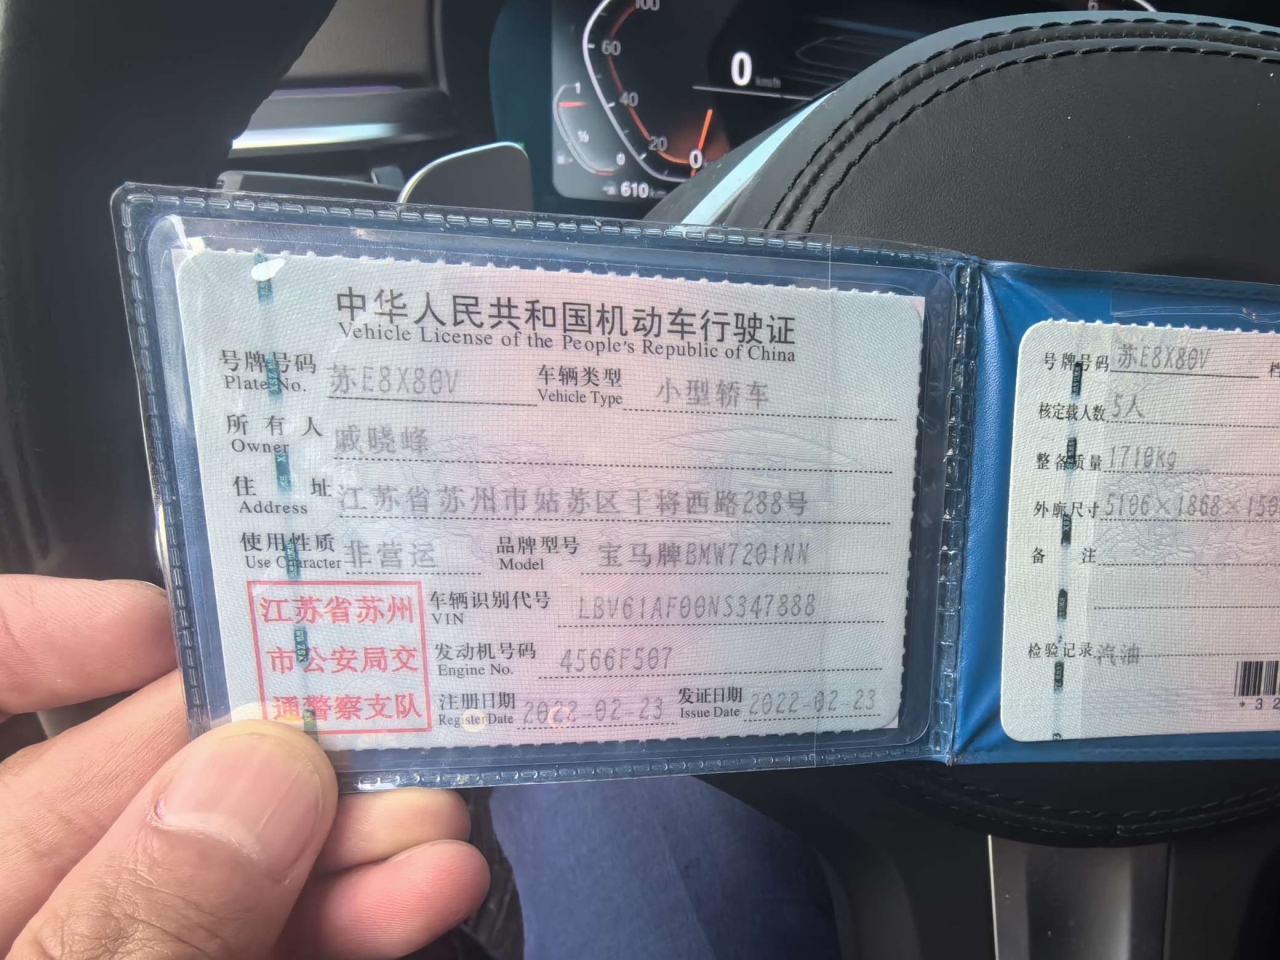 100
60
40
20
0
1
½
0
610 km
0 km/h
6
中华人民共和国机动车行驶证
Vehicle License of the People's Republic of China
号牌号码 苏E8X80V 车辆类型 小型轿车
Plate No. Vehicle Type
所有人 戚晓峰
Owner
住址 江苏省苏州市姑苏区干将西路288号
Address
使用性质 非营运 品牌型号 宝马牌BMW7201NN
Use Character Model
江苏省苏州
市公安局交
通警察支队
车辆识别代号 LBV61AF00NS347888
VIN
发动机号码 4566F507
Engine No.
注册日期 2022-02-23 发证日期 2022-02-23
Register Date Issue Date
号牌号码 苏E8X80V 档
核定载人数 5人
整备质量 1710Kg
外廓尺寸 5106×1868×150
备注
检验记录 汽油
*32